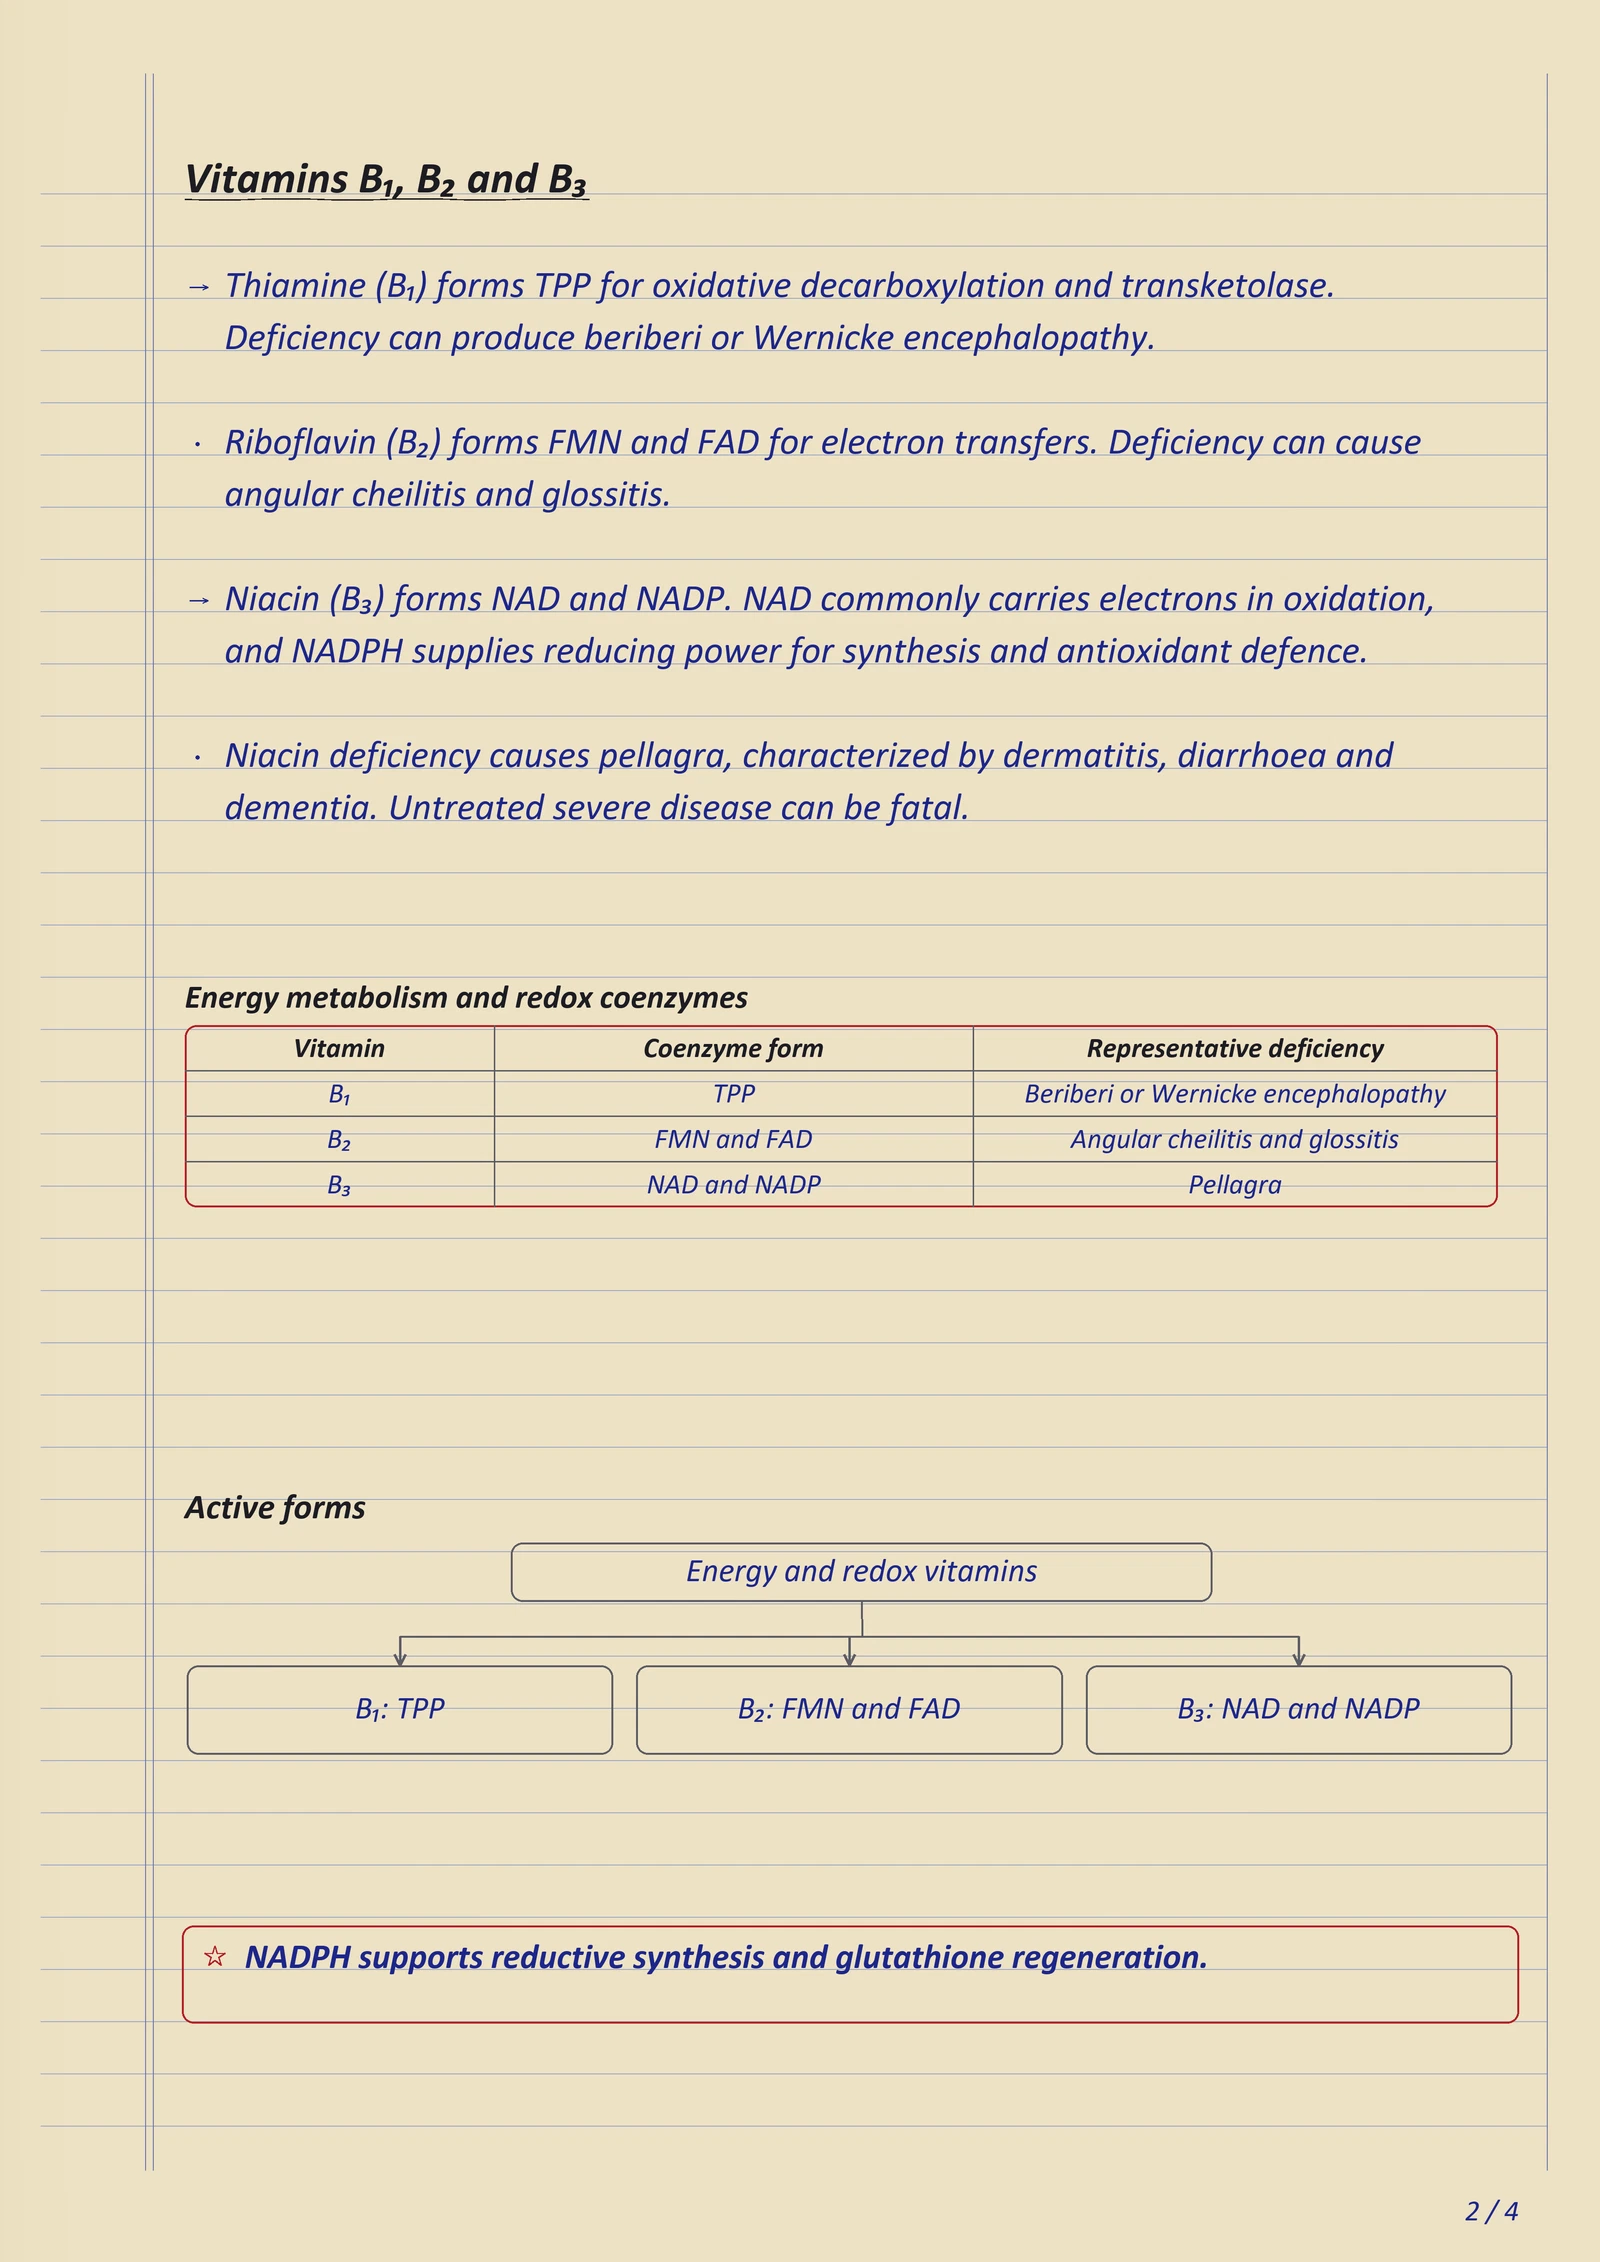 Vitamins B₁, B₂ and B₃
→ Thiamine (B₁) forms TPP for oxidative decarboxylation and transketolase.
Deficiency can produce beriberi or Wernicke encephalopathy.
· Riboflavin (B₂) forms FMN and FAD for electron transfers. Deficiency can cause
angular cheilitis and glossitis.
→ Niacin (B₃) forms NAD and NADP. NAD commonly carries electrons in oxidation,
and NADPH supplies reducing power for synthesis and antioxidant defence.
· Niacin deficiency causes pellagra, characterized by dermatitis, diarrhoea and
dementia. Untreated severe disease can be fatal.
Energy metabolism and redox coenzymes
Vitamin Coenzyme form Representative deficiency
B₁ TPP Beriberi or Wernicke encephalopathy
B₂ FMN and FAD Angular cheilitis and glossitis
B₃ NAD and NADP Pellagra
Active forms
Energy and redox vitamins
B₁: TPP B₂: FMN and FAD B₃: NAD and NADP
☆ NADPH supports reductive synthesis and glutathione regeneration.
2 / 4